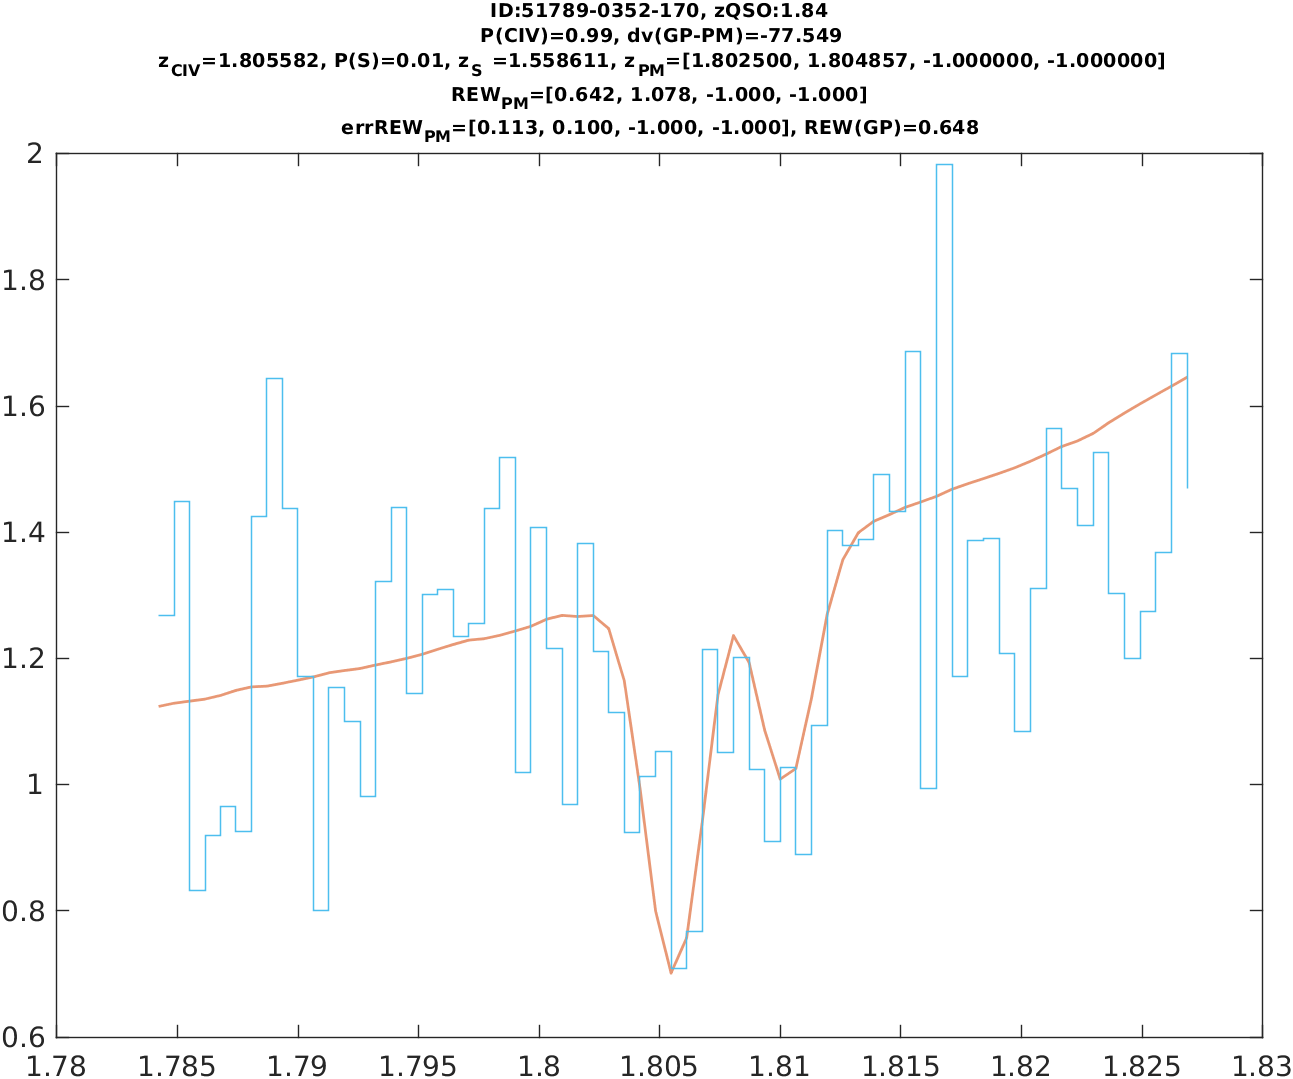 ID:51789-0352-170, zQSO:1.84
P(CIV)=0.99, dv(GP-PM)=-77.549
zCIV=1.805582, P(S)=0.01, zS =1.558611, zPM=[1.802500, 1.804857, -1.000000, -1.000000]
REWPM=[0.642, 1.078, -1.000, -1.000]
errREWPM=[0.113, 0.100, -1.000, -1.000], REW(GP)=0.648
2
1.8
1.6
1.4
1.2
1
0.8
0.6
1.78 1.785 1.79 1.795 1.8 1.805 1.81 1.815 1.82 1.825 1.83